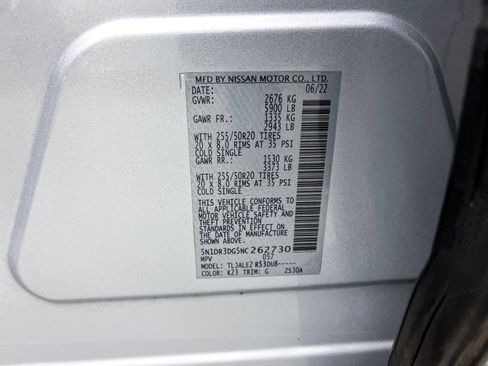 MFD BY NISSAN MOTOR CO., LTD.
DATE: 06/22
GVWR: 2676 KG
5900 LB
GAWR FR.: 1335 KG
2943 LB
WITH 255/50R20 TIRES
20 x 8.0 RIMS AT 35 PSI
COLD SINGLE
GAWR RR.: 1530 KG
3373 LB
WITH 255/50R20 TIRES
20 x 8.0 RIMS AT 35 PSI
COLD SINGLE
THIS VEHICLE CONFORMS TO
ALL APPLICABLE FEDERAL
MOTOR VEHICLE SAFETY
STANDARDS IN EFFECT ON
THE DATE OF MANUFACTURE
SHOWN ABOVE.
5N1DR3DG5NC262730
MPV 057
MODEL: TLJALEZ R53DU8-----
COLOR: K23 TRIM: G ZS30A